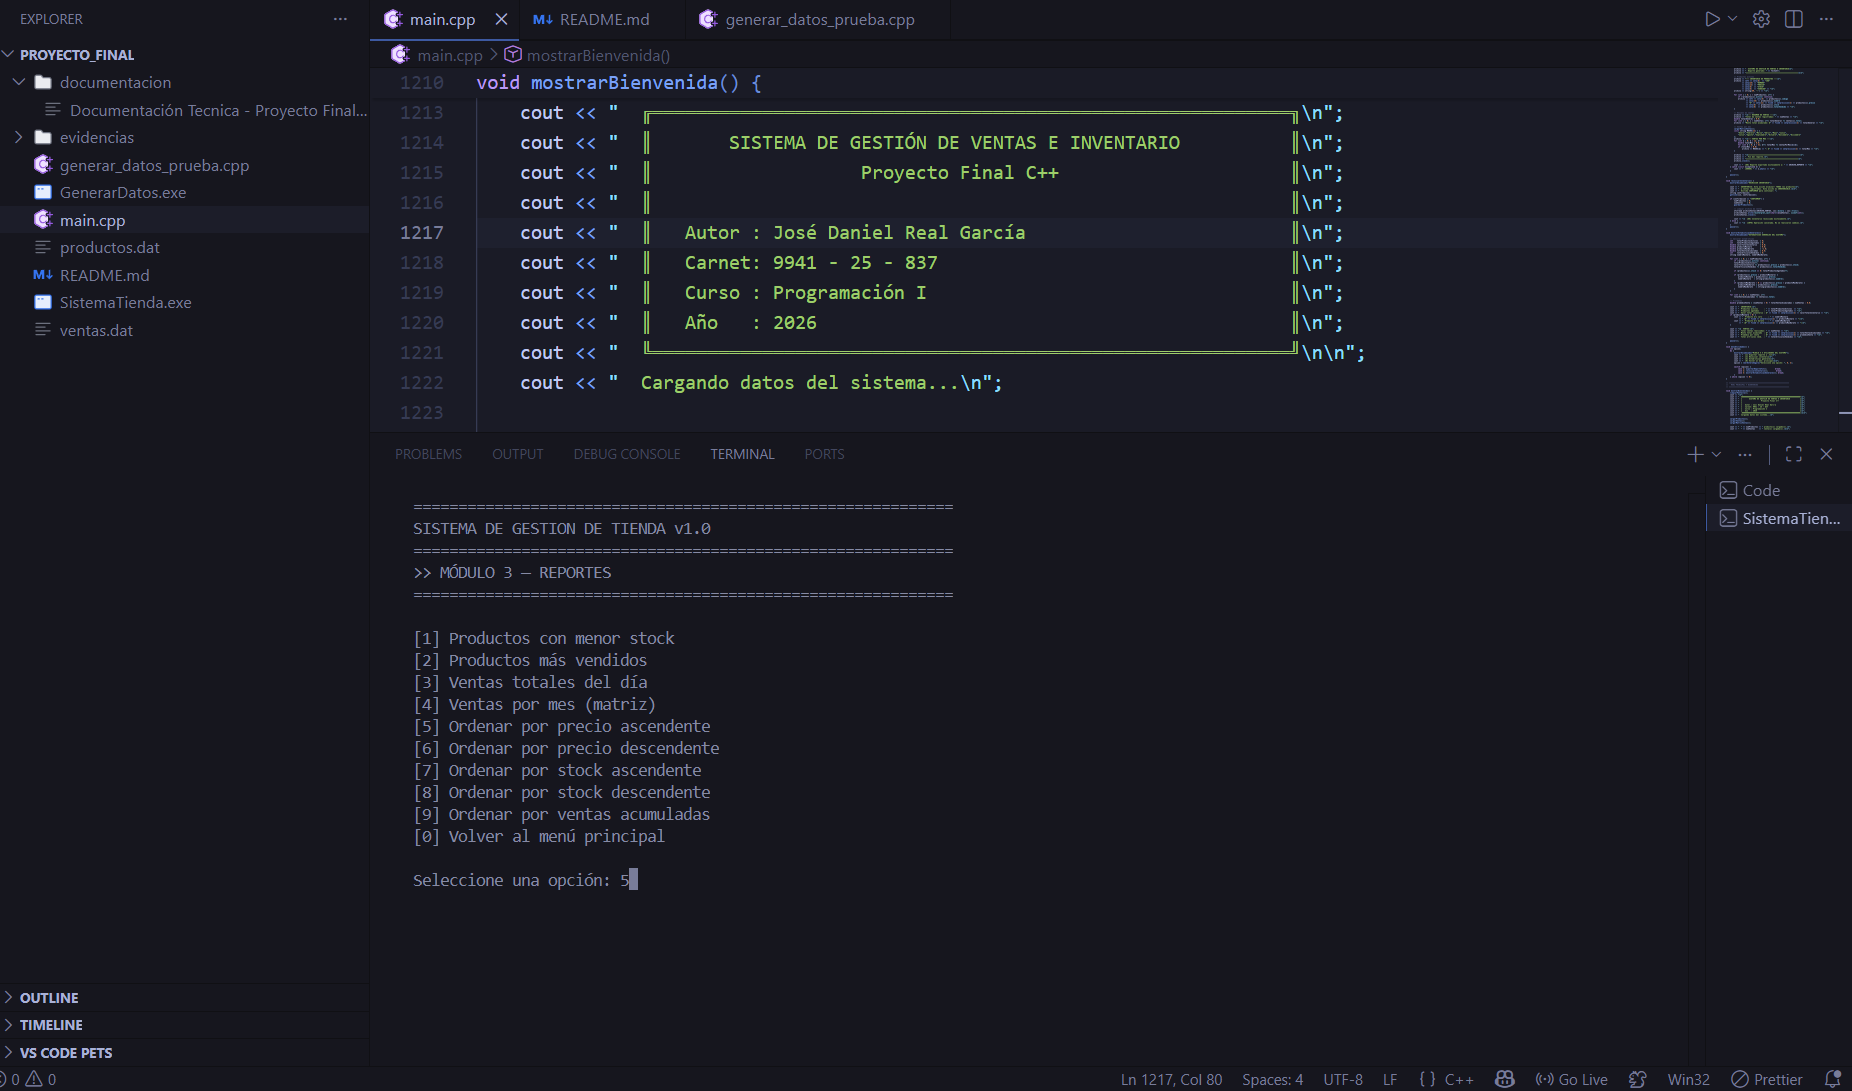 EXPLORER
PROYECTO_FINAL
documentacion
Documentación Tecnica - Proyecto Final...
evidencias
generar_datos_prueba.cpp
GenerarDatos.exe
main.cpp
productos.dat
README.md
SistemaTienda.exe
ventas.dat
OUTLINE
TIMELINE
VS CODE PETS
main.cpp
README.md
generar_datos_prueba.cpp
main.cpp > mostrarBienvenida()
1210 void mostrarBienvenida() {
1213 cout << " ╔══════════════════════════════════════════════════════════╗\n";
1214 cout << " ║ SISTEMA DE GESTIÓN DE VENTAS E INVENTARIO ║\n";
1215 cout << " ║ Proyecto Final C++ ║\n";
1216 cout << " ║ ║\n";
1217 cout << " ║ Autor : José Daniel Real García ║\n";
1218 cout << " ║ Carnet: 9941 - 25 - 837 ║\n";
1219 cout << " ║ Curso : Programación I ║\n";
1220 cout << " ║ Año : 2026 ║\n";
1221 cout << " ╚══════════════════════════════════════════════════════════╝\n\n";
1222 cout << " Cargando datos del sistema...\n";
1223
PROBLEMS OUTPUT DEBUG CONSOLE TERMINAL PORTS
============================================================
SISTEMA DE GESTION DE TIENDA v1.0
============================================================
>> MÓDULO 3 — REPORTES
============================================================
[1] Productos con menor stock
[2] Productos más vendidos
[3] Ventas totales del día
[4] Ventas por mes (matriz)
[5] Ordenar por precio ascendente
[6] Ordenar por precio descendente
[7] Ordenar por stock ascendente
[8] Ordenar por stock descendente
[9] Ordenar por ventas acumuladas
[0] Volver al menú principal
Seleccione una opción: 5
Code
SistemaTien...
0 0 Ln 1217, Col 80 Spaces: 4 UTF-8 LF { } C++ Go Live Win32 Prettier